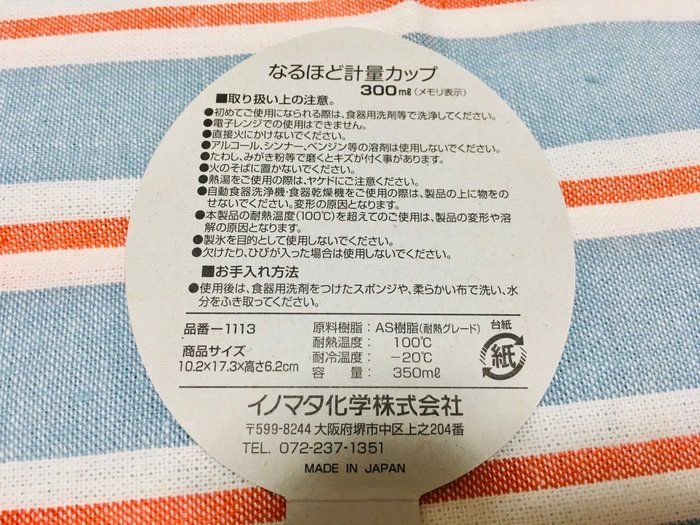 なるほど計量カップ
300mℓ(メモリ表示)
■取り扱い上の注意。
●初めてご使用になられる際は、食器用洗剤等で洗浄してください。
●電子レンジでの使用はできません。
●直接火にかけないでください。
●アルコール、シンナー、ベンジン等の溶剤は使用しないでください。
●たわし、みがき粉等で磨くとキズが付く事があります。
●火のそばに置かないでください。
●熱湯をご使用の際は、ヤケドにご注意ください。
●自動食器洗浄機・食器乾燥機をご使用の際は、製品の上に物をの
せないでください。変形の原因となります。
●本製品の耐熱温度(100℃)を超えてのご使用は、製品の変形や溶
解の原因となります。
●製氷を目的として使用しないでください。
●欠けたり、ひびが入った場合は使用しないでください。
■お手入れ方法
●使用後は、食器用洗剤をつけたスポンジや、柔らかい布で洗い、水
分をふき取ってください。
品番ー1113
商品サイズ
10.2×17.3×高さ6.2cm
原料樹脂: AS樹脂(耐熱グレード)
耐熱温度: 100℃
耐冷温度: −20℃
容量: 350mℓ
台紙
紙
イノマタ化学株式会社
〒599-8244 大阪府堺市中区上之204番
TEL. 072-237-1351
MADE IN JAPAN